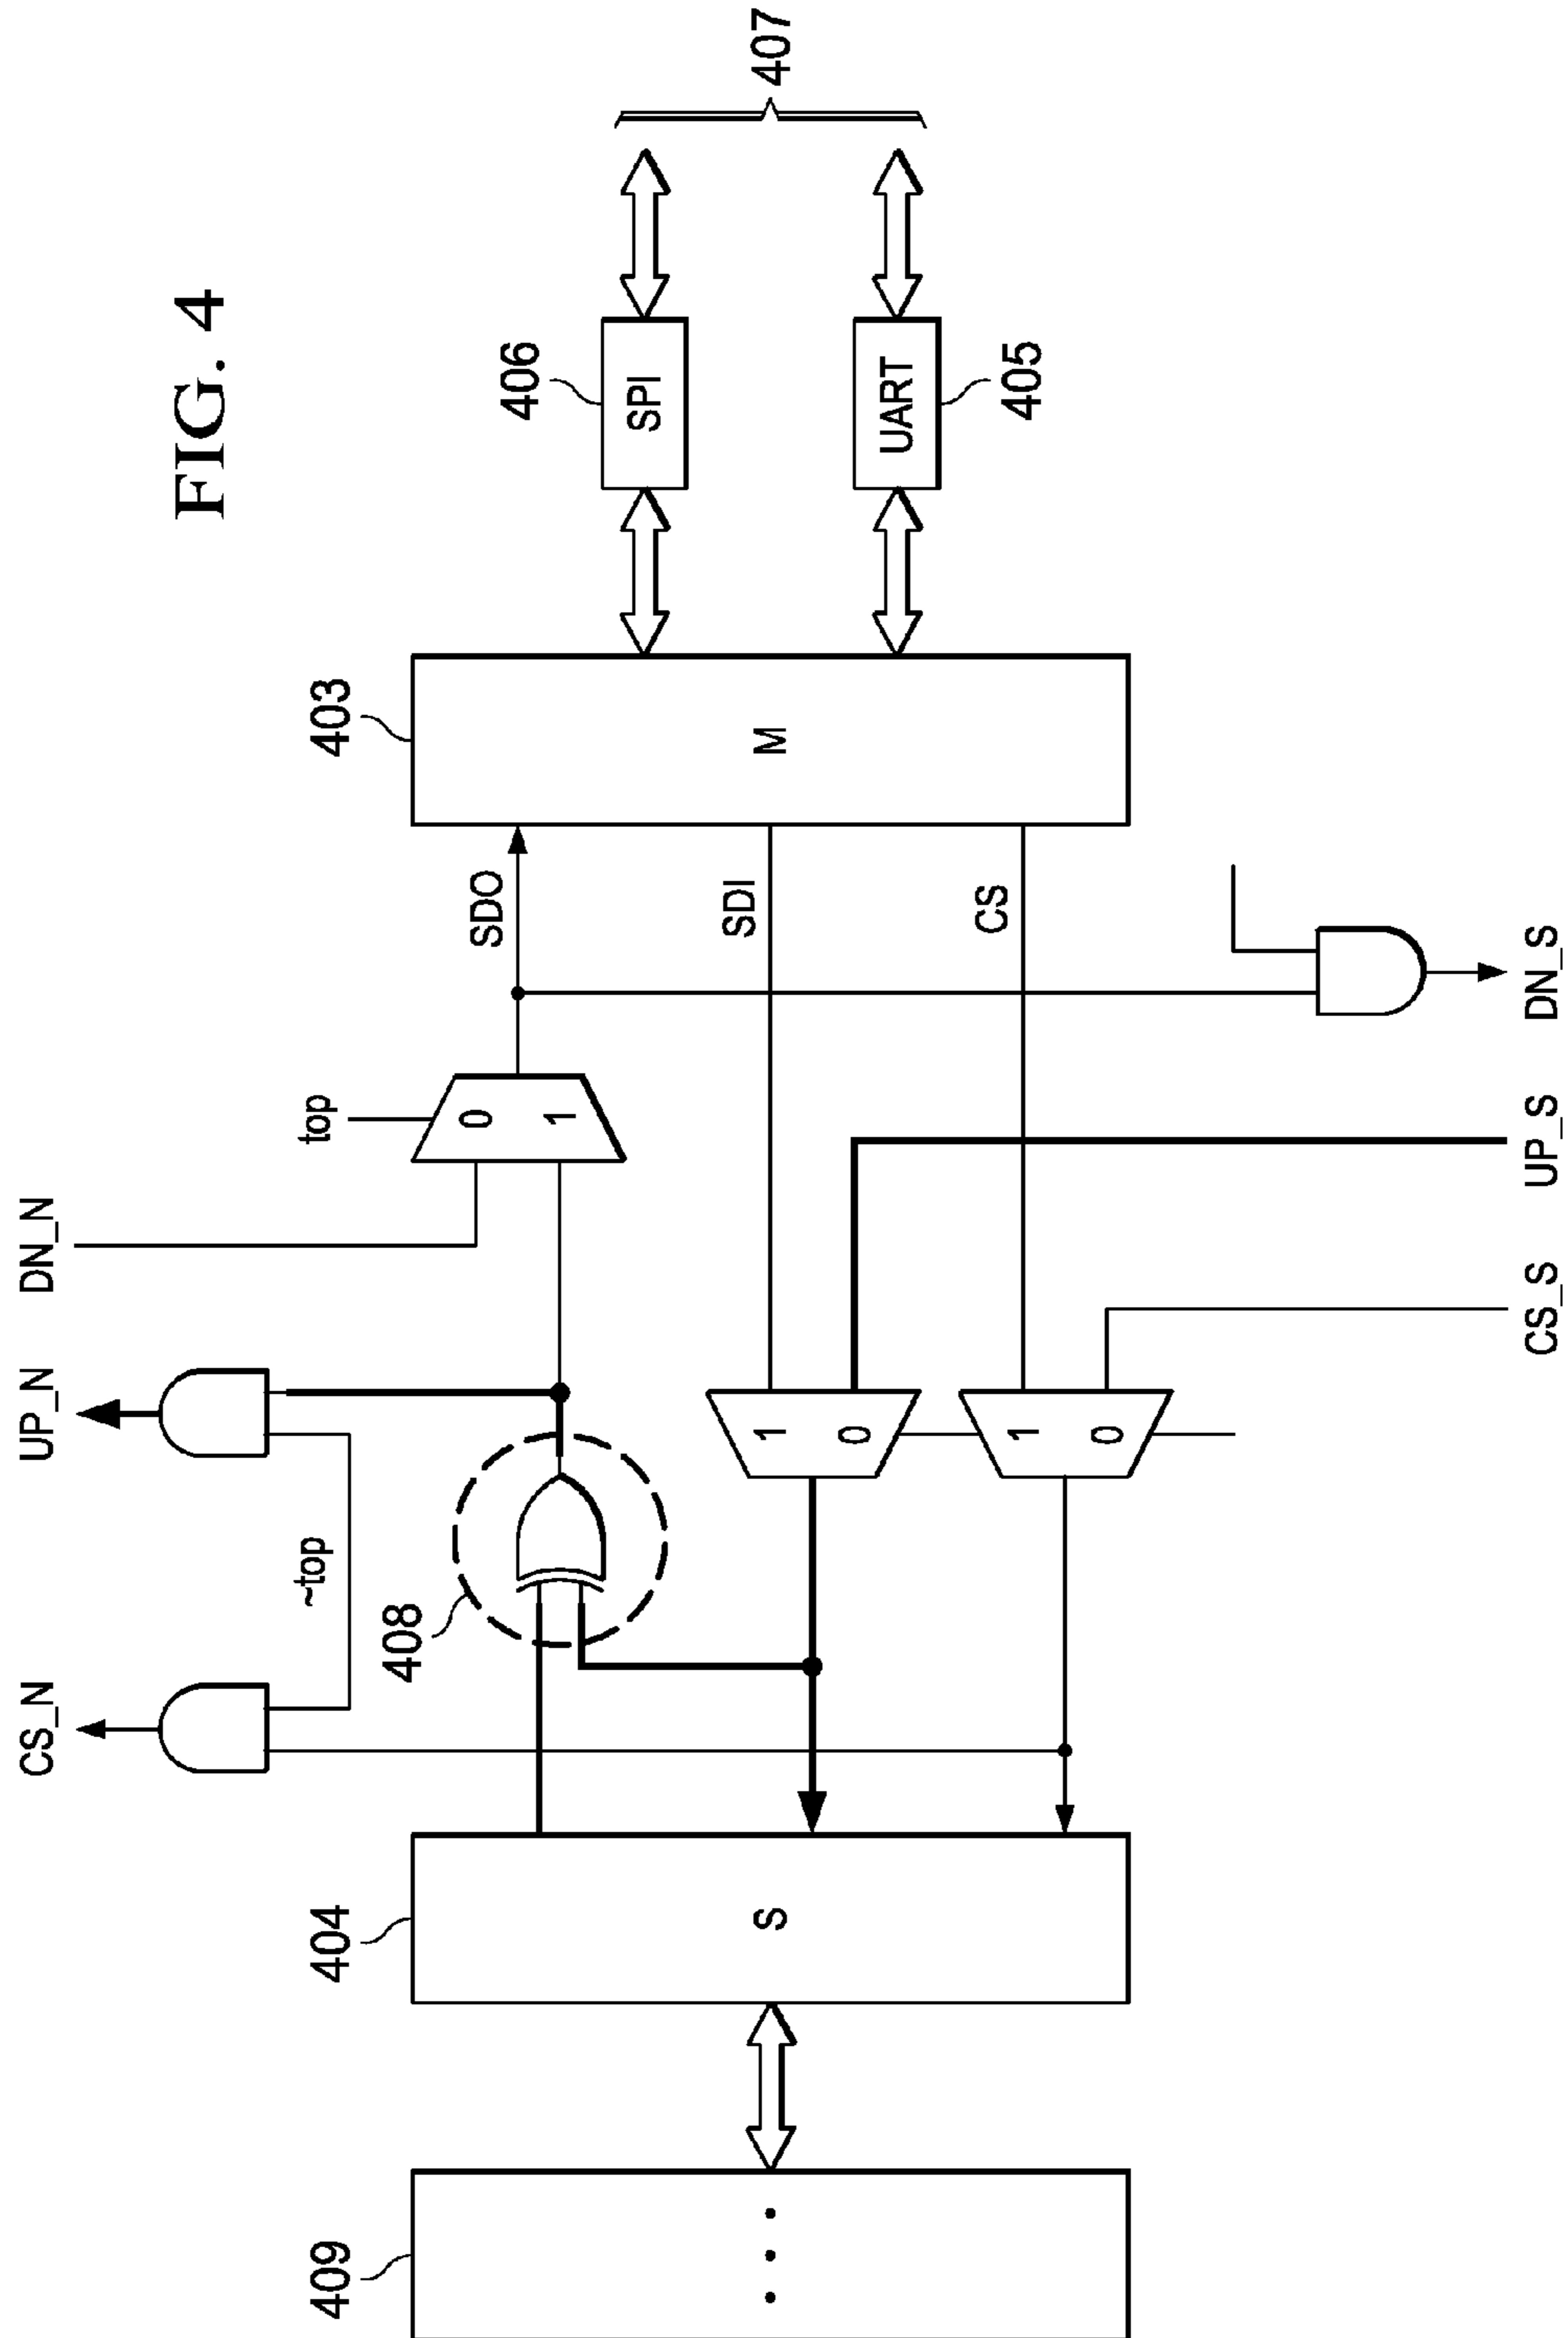 FIG. 4
CS_N
UP_N
DN_N
~top
top
409
404
408
403
406
407
SPI
SDO
0
1
S
1
0
SDI
M
UART
405
1
0
CS
CS_S
UP_S
DN_S